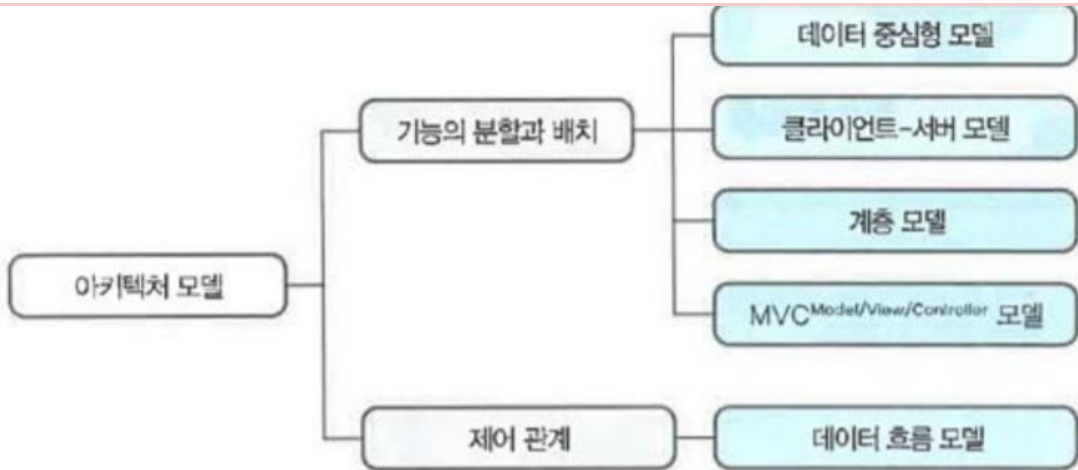 데이터 중심형 모델
기능의 분할과 배치
클라이언트-서버 모델
계층 모델
아키텍처 모델
MVC Model/View/Controller 모델
제어 관계
데이터 흐름 모델